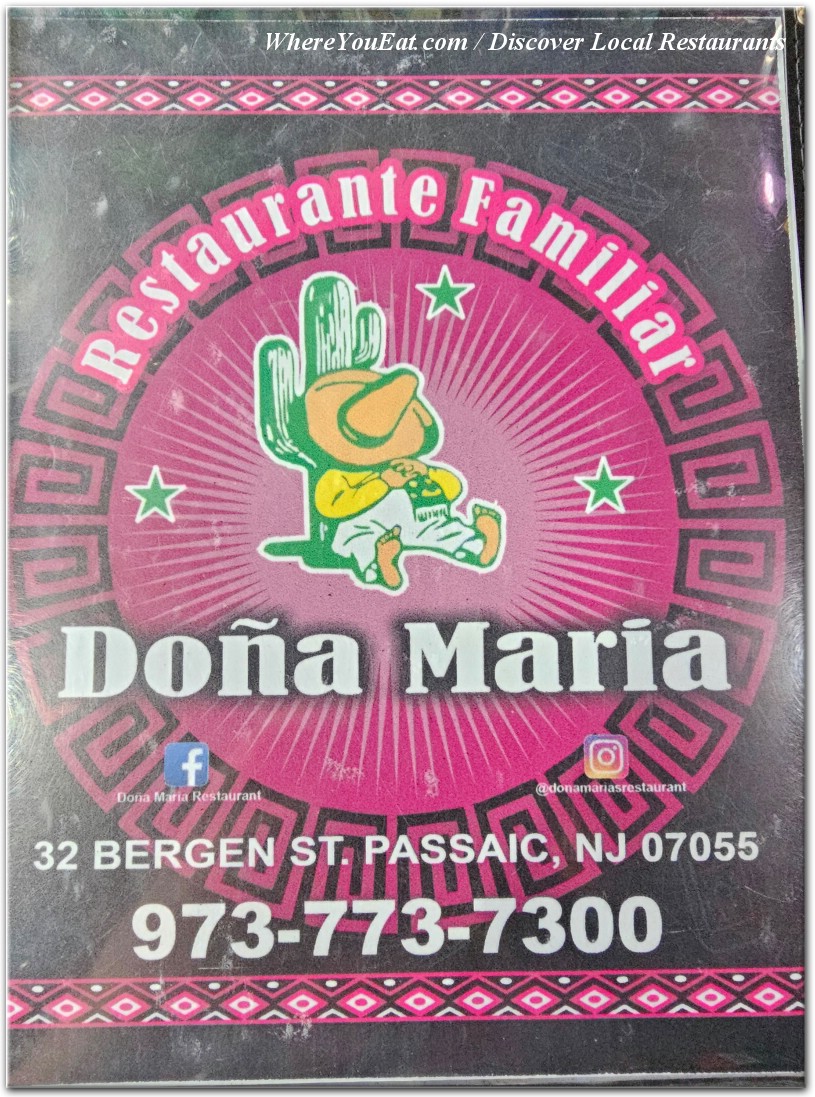 WhereYouEat.com / Discover Local Restaurants
Restaurante Familiar
Doña Maria
Doña Maria Restaurant
@donamariasrestaurant
32 BERGEN ST. PASSAIC, NJ 07055
973-773-7300